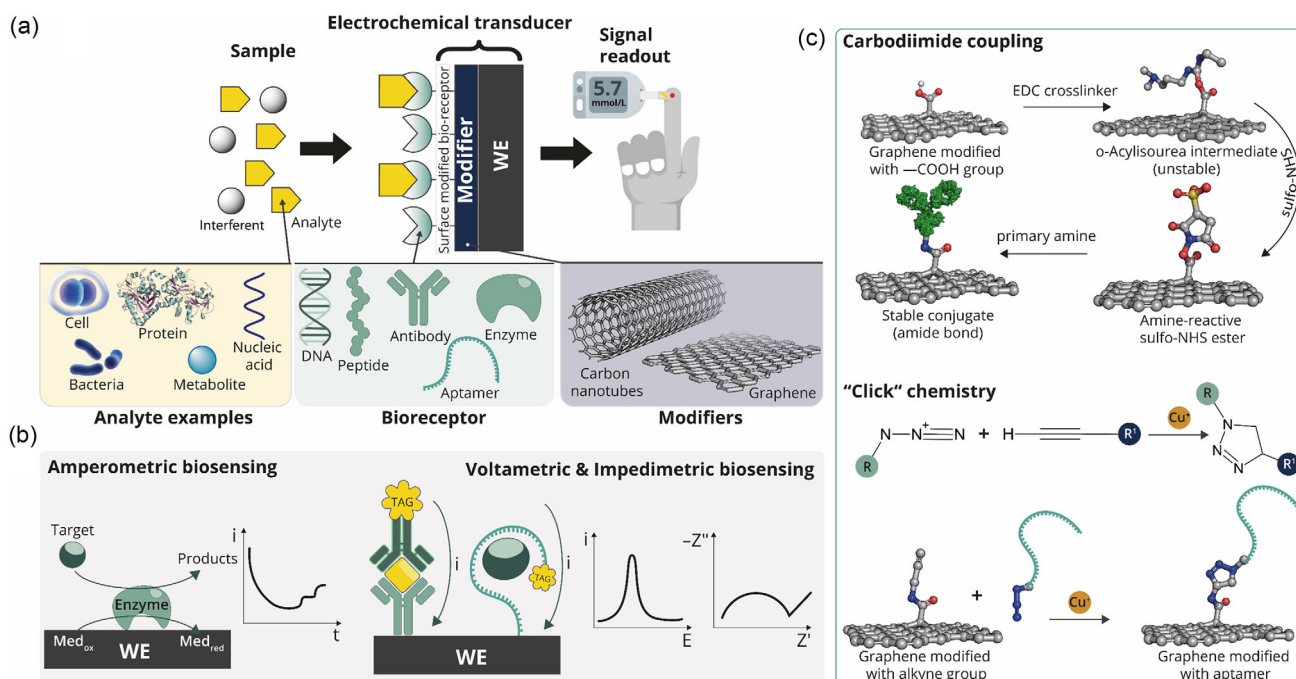 (a)
Electrochemical transducer
Sample
Signal
readout
5.7
mmol/L
Surface modified bio-receptor
Modifier
WE
Interferent
Analyte
Cell
Protein
Nucleic
acid
Bacteria
Metabolite
Analyte examples
DNA
Peptide
Antibody
Enzyme
Aptamer
Bioreceptor
Carbon
nanotubes
Graphene
Modifiers
(b)
Amperometric biosensing
Target
Products
Enzyme
Medox
Medred
WE
i
t
Voltametric & Impedimetric biosensing
TAG
i
TAG
i
WE
i
E
−Z"
Z'
(c)
Carbodiimide coupling
EDC crosslinker
Graphene modified
with —COOH group
o-Acylisourea intermediate
(unstable)
sulfo-NHS
primary amine
Stable conjugate
(amide bond)
Amine-reactive
sulfo-NHS ester
“Click“ chemistry
R
N
N
+
N
+
H
R¹
Cu⁺
R
N
N
N
R¹
+
Cu⁺
Graphene modified
with alkyne group
Graphene modified
with aptamer